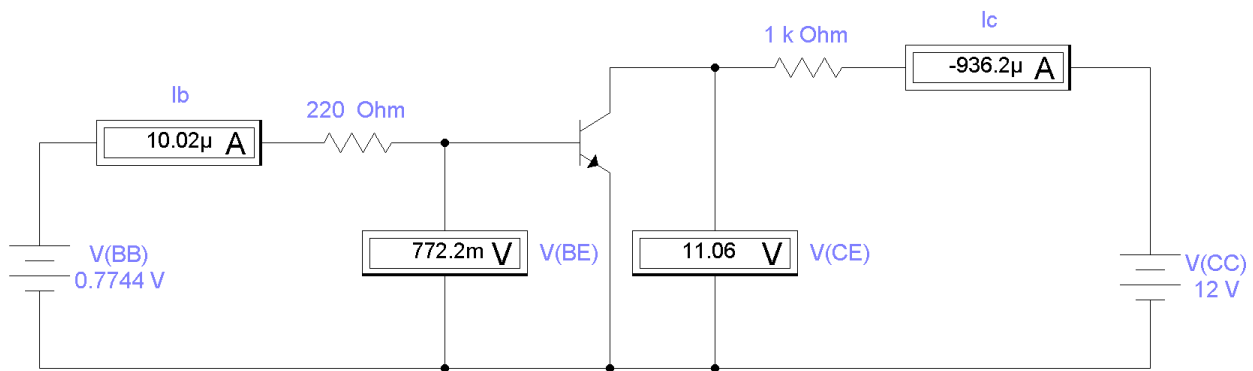 Ib
10.02µ A
220 Ohm
V(BB)
0.7744 V
772.2m V
V(BE)
11.06 V
V(CE)
1 k Ohm
Ic
-936.2µ A
V(CC)
12 V